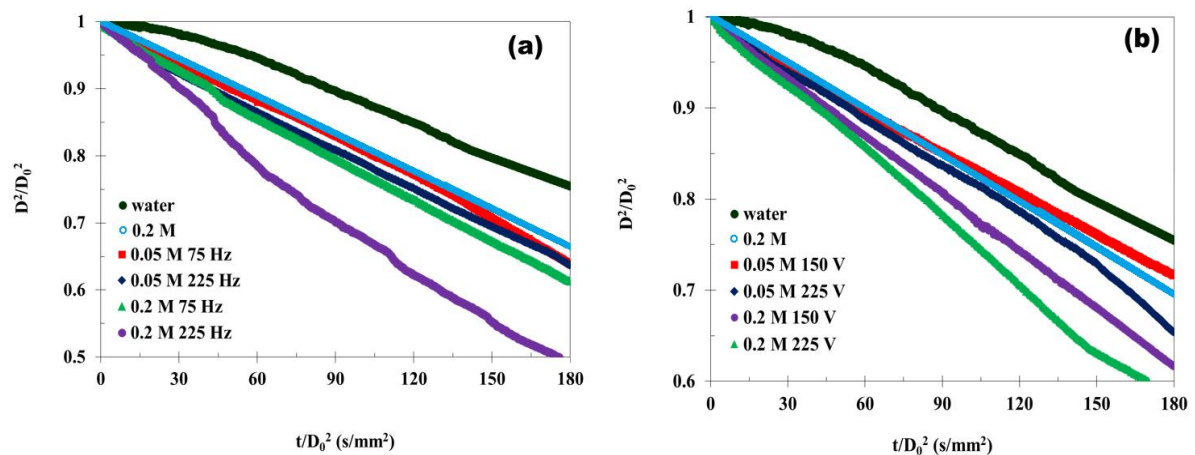 (a)
1
0.9
0.8
0.7
0.6
0.5
D²/D₀²
water
0.2 M
0.05 M 75 Hz
0.05 M 225 Hz
0.2 M 75 Hz
0.2 M 225 Hz
0 30 60 90 120 150 180
t/D₀² (s/mm²)
(b)
1
0.9
0.8
0.7
0.6
D²/D₀²
water
0.2 M
0.05 M 150 V
0.05 M 225 V
0.2 M 150 V
0.2 M 225 V
0 30 60 90 120 150 180
t/D₀² (s/mm²)